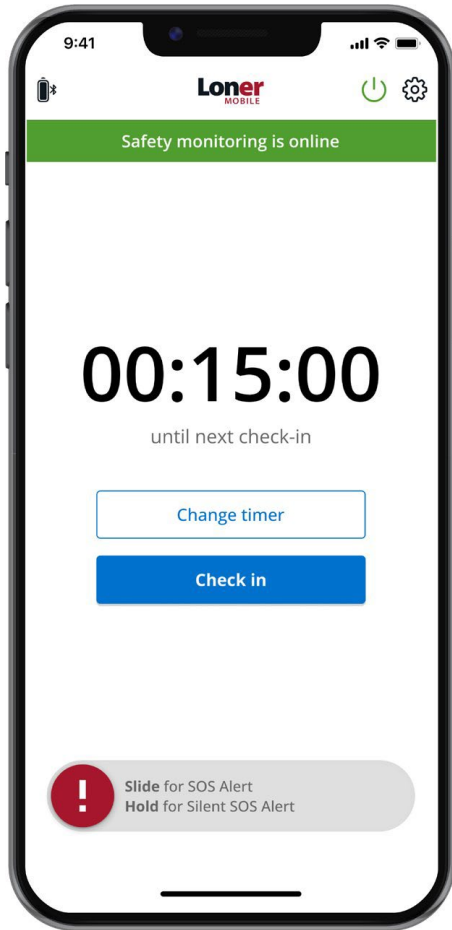 9:41
Loner
MOBILE
Safety monitoring is online
00:15:00
until next check-in
Change timer
Check in
!
Slide for SOS Alert
Hold for Silent SOS Alert